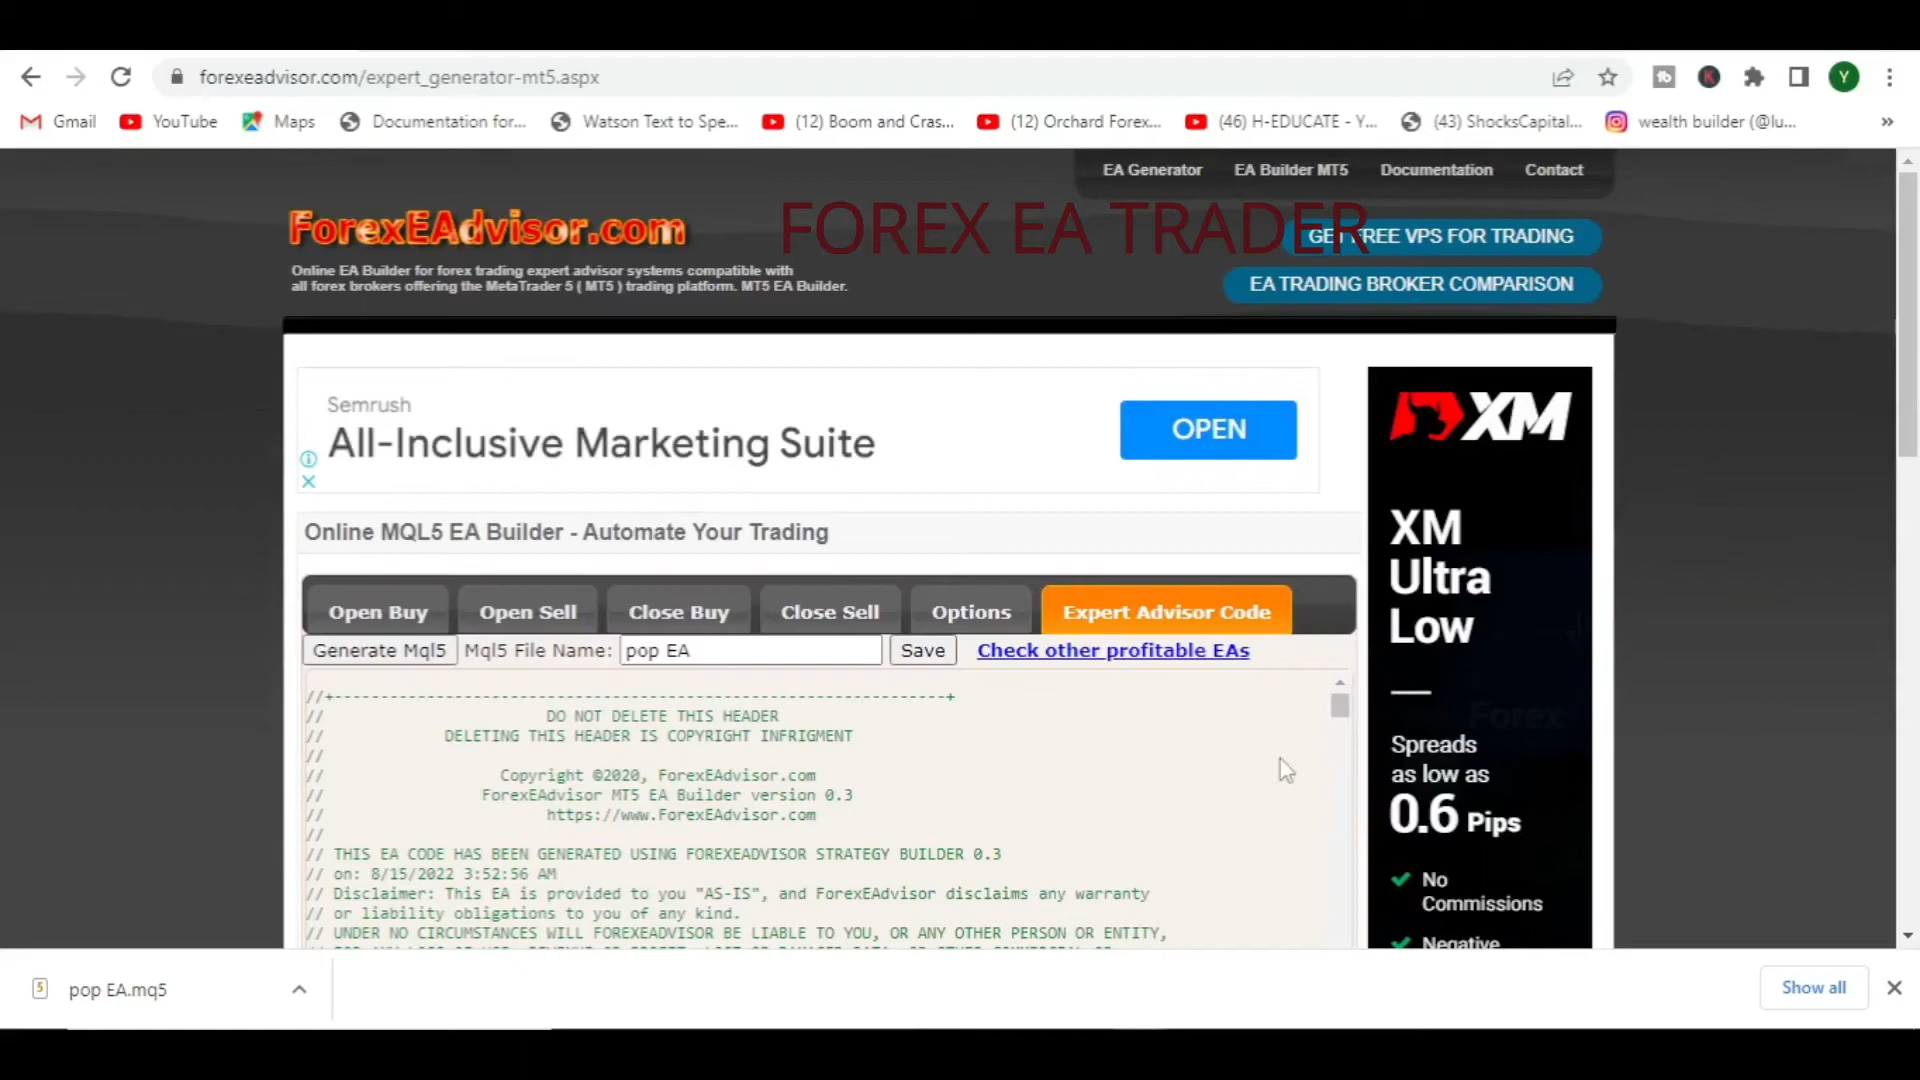 forexeadvisor.com/expert_generator-mt5.aspx
Y
Gmail YouTube Maps Documentation for... Watson Text to Spe... (12) Boom and Cras... (12) Orchard Forex... (46) H-EDUCATE - Y... (43) ShocksCapital... wealth builder (@lu... »
EA Generator EA Builder MT5 Documentation Contact
ForexEAdvisor.com
FOREX EA TRADER
GET FREE VPS FOR TRADING
Online EA Builder for forex trading expert advisor systems compatible with
all forex brokers offering the MetaTrader 5 ( MT5 ) trading platform. MT5 EA Builder.
EA TRADING BROKER COMPARISON
Semrush
All-Inclusive Marketing Suite
OPEN
XM
XM
Ultra
Low
Forex
Spreads
as low as
0.6 Pips
No
Commissions
Negative
Online MQL5 EA Builder - Automate Your Trading
Open Buy Open Sell Close Buy Close Sell Options Expert Advisor Code
Generate Mql5 Mql5 File Name: pop EA Save Check other profitable EAs
//+------------------------------------------------------------------+
// DO NOT DELETE THIS HEADER
// DELETING THIS HEADER IS COPYRIGHT INFRIGMENT
//
// Copyright ©2020, ForexEAdvisor.com
// ForexEAdvisor MT5 EA Builder version 0.3
// https://www.ForexEAdvisor.com
//
// THIS EA CODE HAS BEEN GENERATED USING FOREXEADVISOR STRATEGY BUILDER 0.3
// on: 8/15/2022 3:52:56 AM
// Disclaimer: This EA is provided to you "AS-IS", and ForexEAdvisor disclaims any warranty
// or liability obligations to you of any kind.
// UNDER NO CIRCUMSTANCES WILL FOREXEADVISOR BE LIABLE TO YOU, OR ANY OTHER PERSON OR ENTITY,
pop EA.mq5
Show all